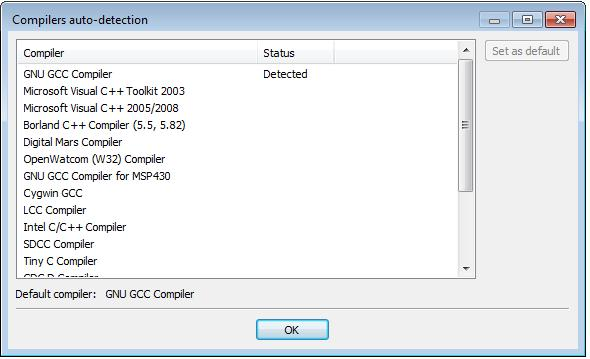 Compilers auto-detection
Compiler Status
Set as default
GNU GCC Compiler Detected
Microsoft Visual C++ Toolkit 2003
Microsoft Visual C++ 2005/2008
Borland C++ Compiler (5.5, 5.82)
Digital Mars Compiler
OpenWatcom (W32) Compiler
GNU GCC Compiler for MSP430
Cygwin GCC
LCC Compiler
Intel C/C++ Compiler
SDCC Compiler
Tiny C Compiler
Default compiler: GNU GCC Compiler
OK